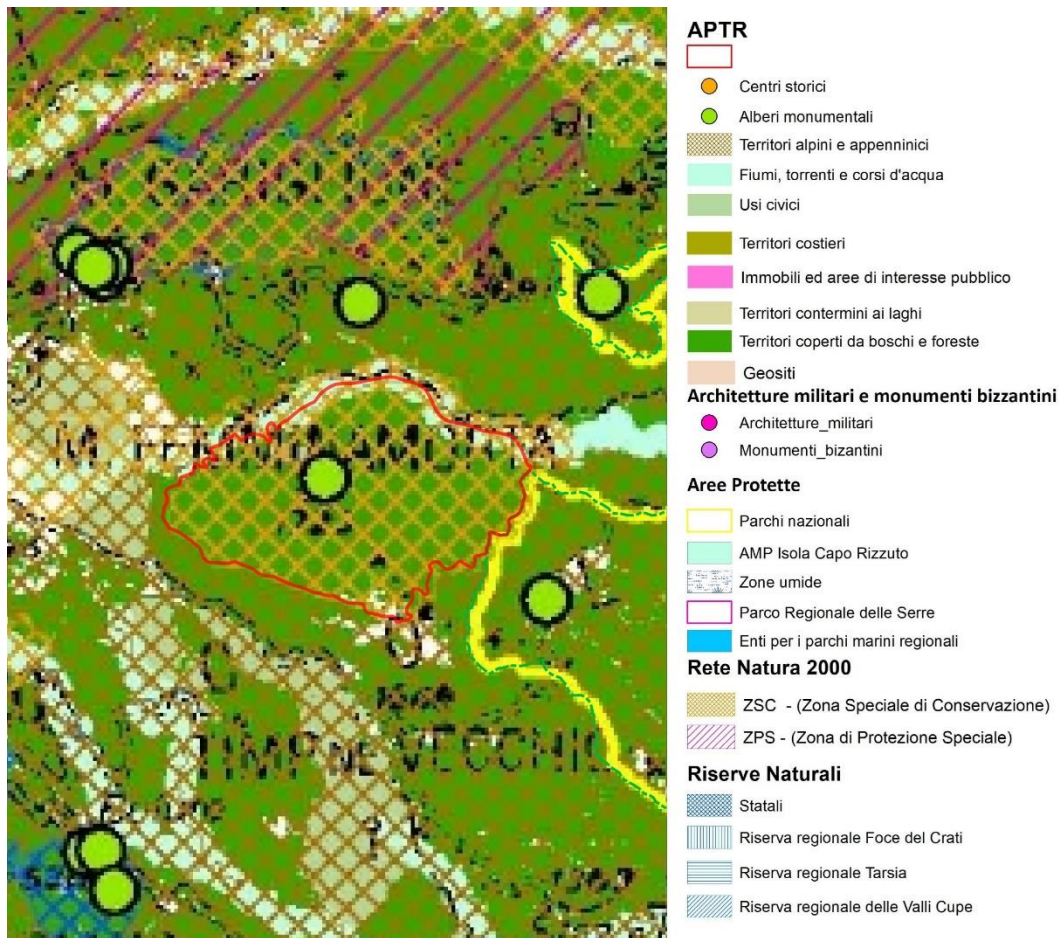 TIMPNE VECCHIO
APTR
Centri storici
Alberi monumentali
Territori alpini e appenninici
Fiumi, torrenti e corsi d'acqua
Usi civici
Territori costieri
Immobili ed aree di interesse pubblico
Territori contermini ai laghi
Territori coperti da boschi e foreste
Geositi
Architetture militari e monumenti bizzantini
Architetture_militari
Monumenti_bizantini
Aree Protette
Parchi nazionali
AMP Isola Capo Rizzuto
Zone umide
Parco Regionale delle Serre
Enti per i parchi marini regionali
Rete Natura 2000
ZSC - (Zona Speciale di Conservazione)
ZPS - (Zona di Protezione Speciale)
Riserve Naturali
Statali
Riserva regionale Foce del Crati
Riserva regionale Tarsia
Riserva regionale delle Valli Cupe